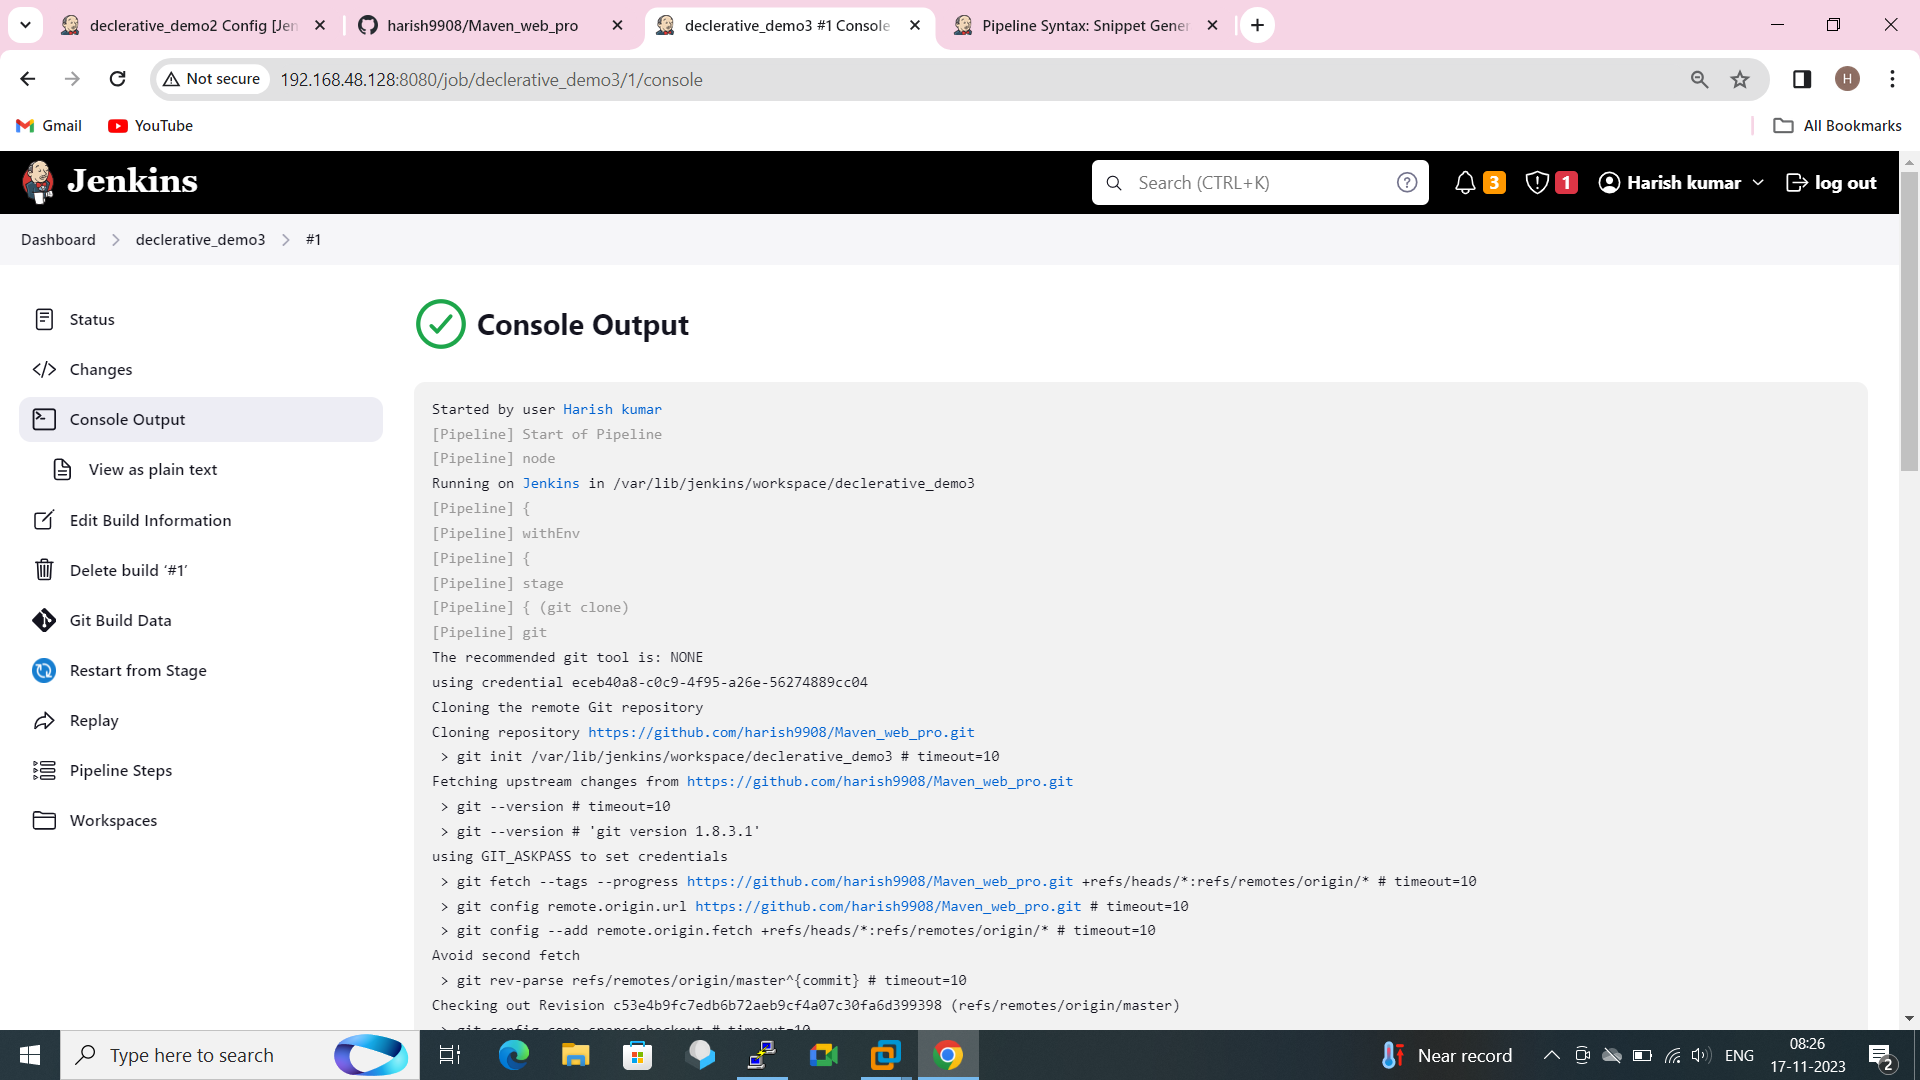 declerative_demo2 Config [Jen
harish9908/Maven_web_pro
declerative_demo3 #1 Console
Pipeline Syntax: Snippet Gener
Not secure
192.168.48.128:8080/job/declerative_demo3/1/console
H
Gmail
YouTube
All Bookmarks
Jenkins
Search (CTRL+K)
3
1
Harish kumar
log out
Dashboard
declerative_demo3
#1
Status
Changes
Console Output
View as plain text
Edit Build Information
Delete build ‘#1’
Git Build Data
Restart from Stage
Replay
Pipeline Steps
Workspaces
Console Output
Started by user Harish kumar
[Pipeline] Start of Pipeline
[Pipeline] node
Running on Jenkins in /var/lib/jenkins/workspace/declerative_demo3
[Pipeline] {
[Pipeline] withEnv
[Pipeline] {
[Pipeline] stage
[Pipeline] { (git clone)
[Pipeline] git
The recommended git tool is: NONE
using credential eceb40a8-c0c9-4f95-a26e-56274889cc04
Cloning the remote Git repository
Cloning repository https://github.com/harish9908/Maven_web_pro.git
> git init /var/lib/jenkins/workspace/declerative_demo3 # timeout=10
Fetching upstream changes from https://github.com/harish9908/Maven_web_pro.git
> git --version # timeout=10
> git --version # 'git version 1.8.3.1'
using GIT_ASKPASS to set credentials
> git fetch --tags --progress https://github.com/harish9908/Maven_web_pro.git +refs/heads/*:refs/remotes/origin/* # timeout=10
> git config remote.origin.url https://github.com/harish9908/Maven_web_pro.git # timeout=10
> git config --add remote.origin.fetch +refs/heads/*:refs/remotes/origin/* # timeout=10
Avoid second fetch
> git rev-parse refs/remotes/origin/master^{commit} # timeout=10
Checking out Revision c53e4b9fc7edb6b72aeb9cf4a07c30fa6d399398 (refs/remotes/origin/master)
> git config core.sparsecheckout # timeout=10
Type here to search
Near record
ENG
08:26
17-11-2023
2